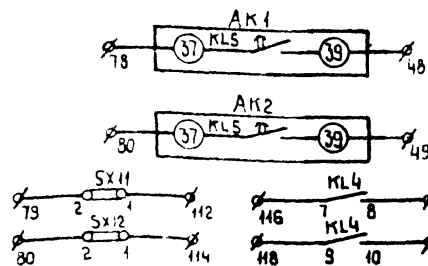 AK1
37 KL5 39
78 48
AK2
37 KL5 39
80 49
SX11 KL4
79 2 1 112 116 7 8
SX12 KL4
80 2 1 114 118 9 10